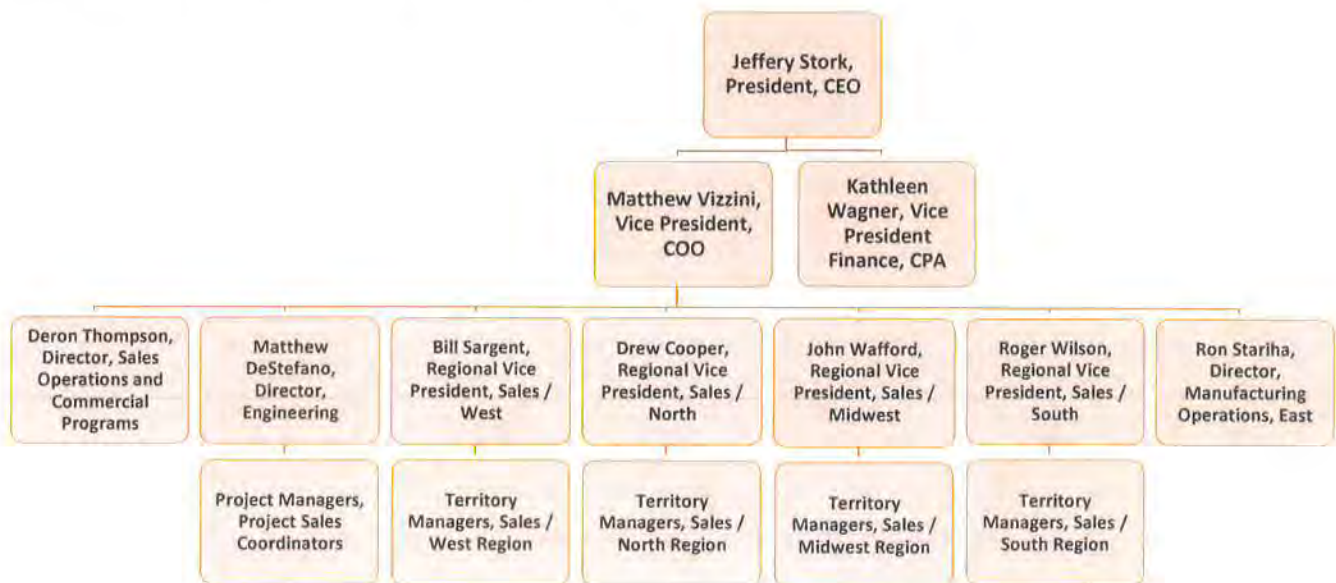 Jeffery Stork,
President, CEO
Matthew Vizzini,
Vice President,
COO
Kathleen
Wagner, Vice
President
Finance, CPA
Deron Thompson,
Director, Sales
Operations and
Commercial
Programs
Matthew
DeStefano,
Director,
Engineering
Bill Sargent,
Regional Vice
President, Sales /
West
Drew Cooper,
Regional Vice
President, Sales /
North
John Wafford,
Regional Vice
President, Sales /
Midwest
Roger Wilson,
Regional Vice
President, Sales /
South
Ron Stariha,
Director,
Manufacturing
Operations, East
Project Managers,
Project Sales
Coordinators
Territory
Managers, Sales /
West Region
Territory
Managers, Sales /
North Region
Territory
Managers, Sales /
Midwest Region
Territory
Managers, Sales /
South Region